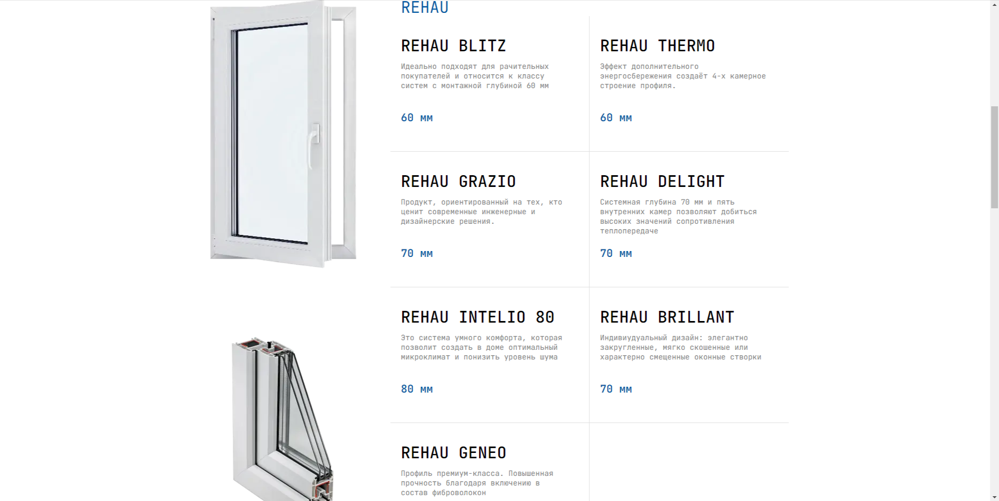 REHAU
REHAU BLITZ
Идеально подходят для рачительных
покупателей и относится к классу
систем с монтажной глубиной 60 мм
60 мм
REHAU THERMO
Эффект дополнительного
энергосбережения создаёт 4-х камерное
строение профиля.
60 мм
REHAU GRAZIO
Продукт, ориентированный на тех, кто
ценит современные инженерные и
дизайнерские решения.
70 мм
REHAU DELIGHT
Системная глубина 70 мм и пять
внутренних камер позволяют добиться
высоких значений сопротивления
теплопередаче
70 мм
REHAU INTELIO 80
Это система умного комфорта, которая
позволит создать в доме оптимальный
микроклимат и понизить уровень шума
80 мм
REHAU BRILLANT
Индивиудуальный дизайн: элегантно
закругленные, мягко скошенные или
характерно смещенные оконные створки
70 мм
REHAU GENEO
Профиль премиум-класса. Повышенная
прочность благодаря включению в
состав фиброволокон